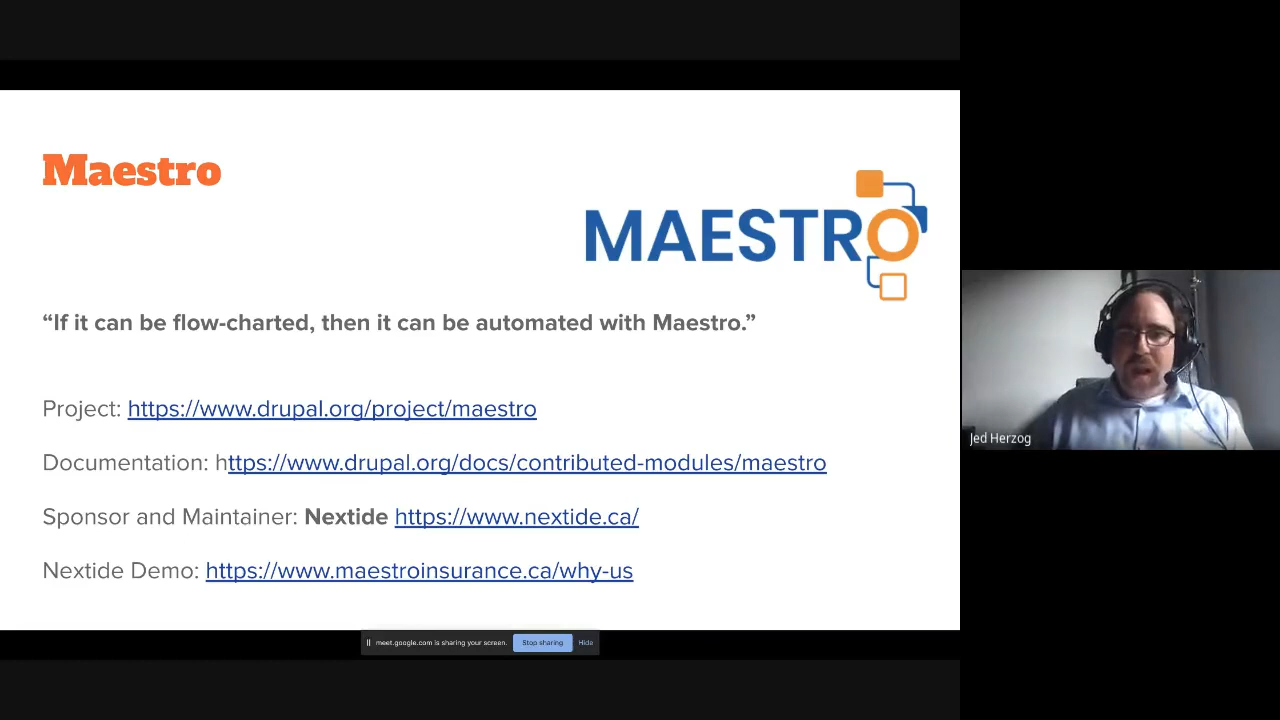 Maestro
MAESTRO
“If it can be flow-charted, then it can be automated with Maestro.”
Project: https://www.drupal.org/project/maestro
Documentation: https://www.drupal.org/docs/contributed-modules/maestro
Sponsor and Maintainer: Nextide https://www.nextide.ca/
Nextide Demo: https://www.maestroinsurance.ca/why-us
Jed Herzog
meet.google.com is sharing your screen. Stop sharing Hide